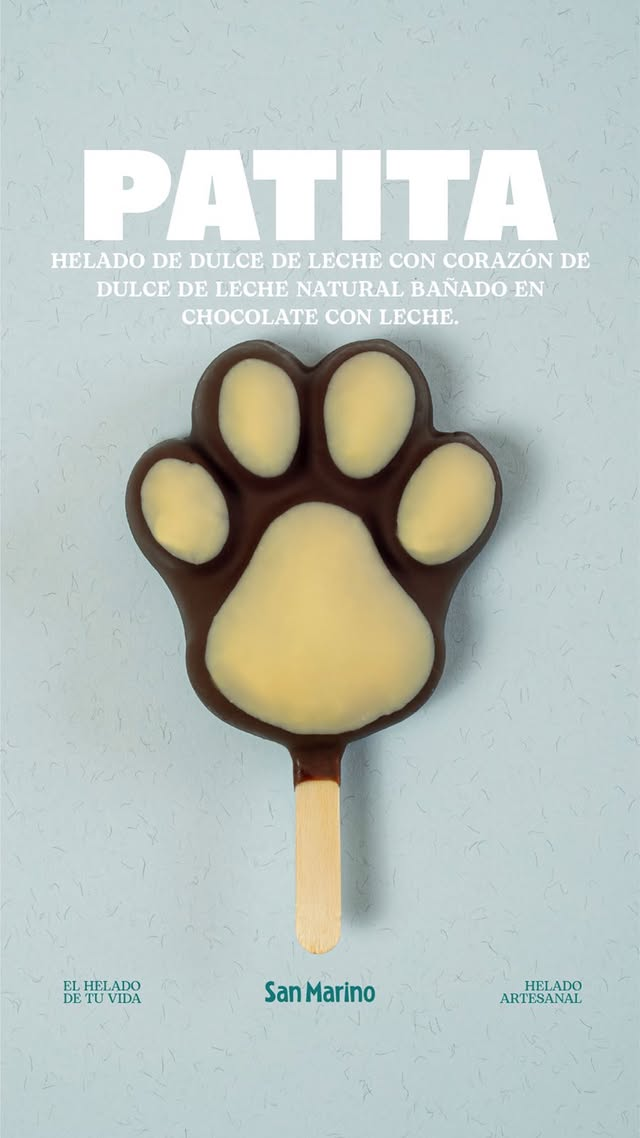 PATITA
HELADO DE DULCE DE LECHE CON CORAZÓN DE
DULCE DE LECHE NATURAL BAÑADO EN
CHOCOLATE CON LECHE.
EL HELADO
DE TU VIDA
San Marino
HELADO
ARTESANAL